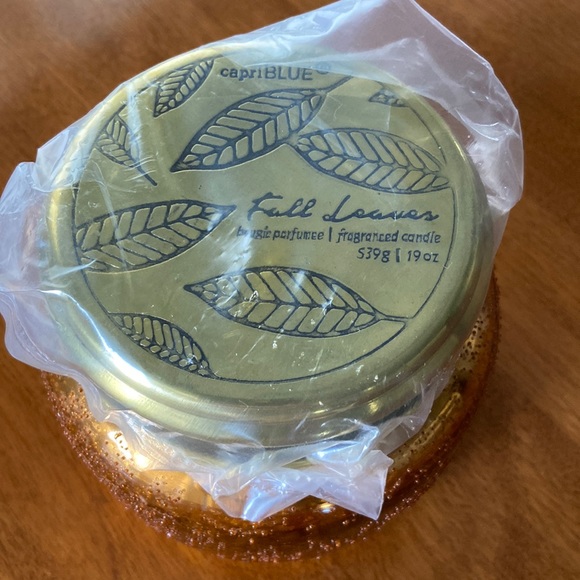 capriBLUE®
Fall Leaves
bougie parfumee | fragranced candle
539g | 19 oz